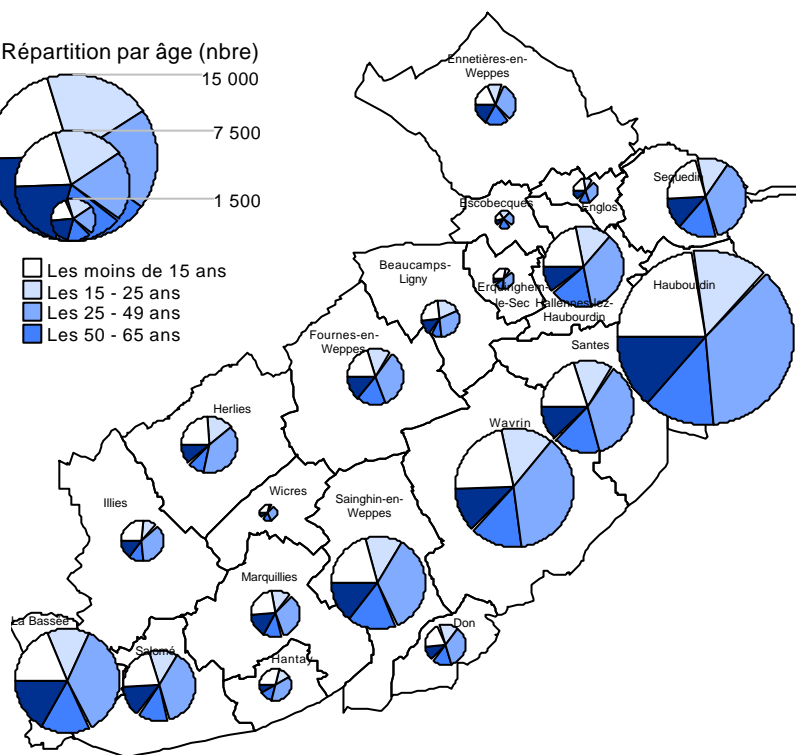 Répartition par âge (nbre)
15 000
7 500
1 500
Les moins de 15 ans
Les 15 - 25 ans
Les 25 - 49 ans
Les 50 - 65 ans
Ennetières-en-
Weppes
Sequedin
Englos
Escobecques
Beaucamps-
Ligny
Erquinghem-
le-Sec
Hallennes-lez-
Haubourdin
Haubourdin
Fournes-en-
Weppes
Santes
Herlies
Wavrin
Wicres
Sainghin-en-
Weppes
Illies
Marquillies
La Bassée
Don
Salomé
Hantay